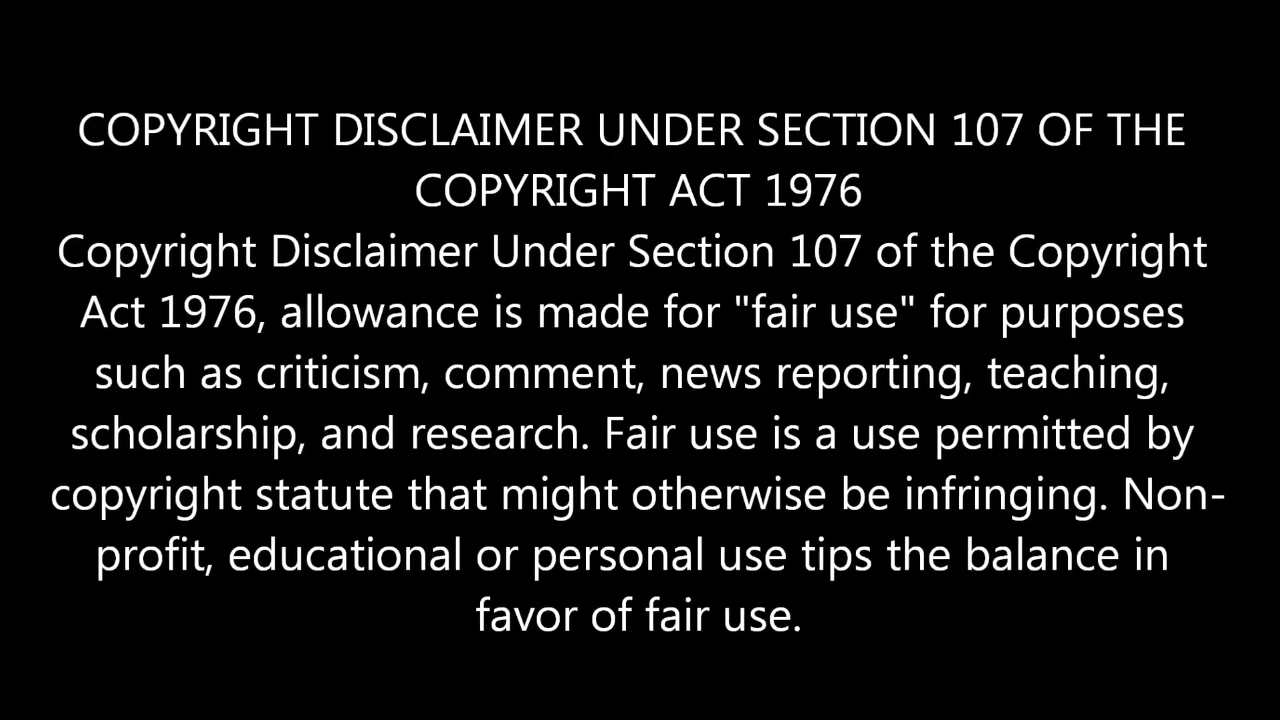 COPYRIGHT DISCLAIMER UNDER SECTION 107 OF THE
COPYRIGHT ACT 1976
Copyright Disclaimer Under Section 107 of the Copyright
Act 1976, allowance is made for "fair use" for purposes
such as criticism, comment, news reporting, teaching,
scholarship, and research. Fair use is a use permitted by
copyright statute that might otherwise be infringing. Non-
profit, educational or personal use tips the balance in
favor of fair use.